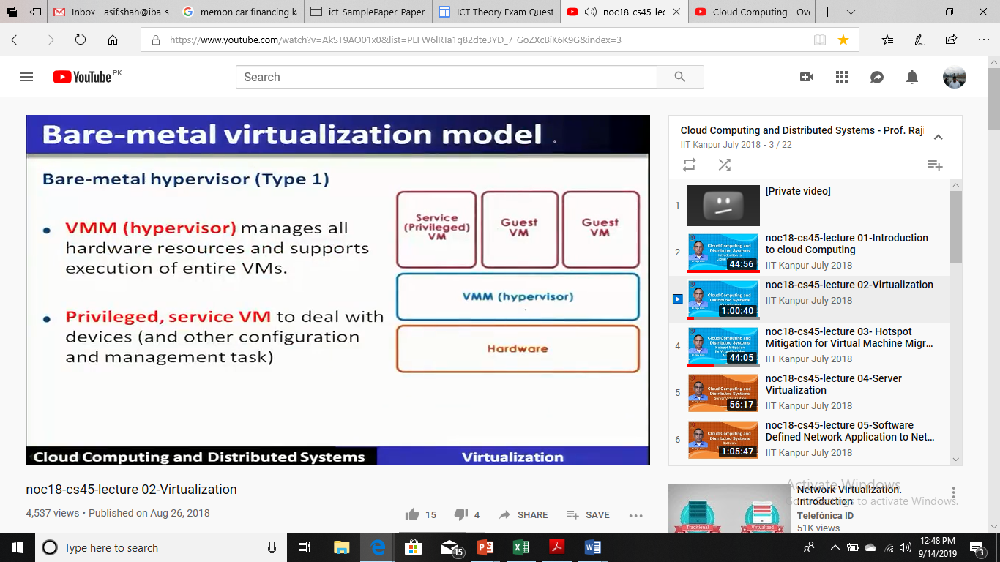 Inbox - asif.shah@iba-s
memon car financing k
ict-SamplePaper-Paper
ICT Theory Exam Quest
noc18-cs45-lec
Cloud Computing - Ove
https://www.youtube.com/watch?v=AkST9AO01x0&list=PLFW6lRTa1g82dte3YD_7-GoZXcBiK6K9G&index=3
YouTube PK
Search
Bare-metal virtualization model
Bare-metal hypervisor (Type 1)
• VMM (hypervisor) manages all
hardware resources and supports
execution of entire VMs.
• Privileged, service VM to deal with
devices (and other configuration
and management task)
Service
(Privileged)
VM
Guest
VM
Guest
VM
VMM (hypervisor)
Hardware
Cloud Computing and Distributed Systems
Virtualization
noc18-cs45-lecture 02-Virtualization
4,537 views • Published on Aug 26, 2018
15
4
SHARE
SAVE
Cloud Computing and Distributed Systems - Prof. Raji
IIT Kanpur July 2018 - 3 / 22
1
[Private video]
2
44:56
noc18-cs45-lecture 01-Introduction
to cloud Computing
IIT Kanpur July 2018
1:00:40
noc18-cs45-lecture 02-Virtualization
IIT Kanpur July 2018
4
44:05
noc18-cs45-lecture 03- Hotspot
Mitigation for Virtual Machine Migr...
IIT Kanpur July 2018
5
56:17
noc18-cs45-lecture 04-Server
Virtualization
IIT Kanpur July 2018
6
1:05:47
noc18-cs45-lecture 05-Software
Defined Network Application to Net...
IIT Kanpur July 2018
Traditional
Virtualized
Network Virtualization.
Introduction
Telefónica ID
51K views
Activate Windows
Go to Settings to activate Windows.
Type here to search
15
12:48 PM
9/14/2019
3